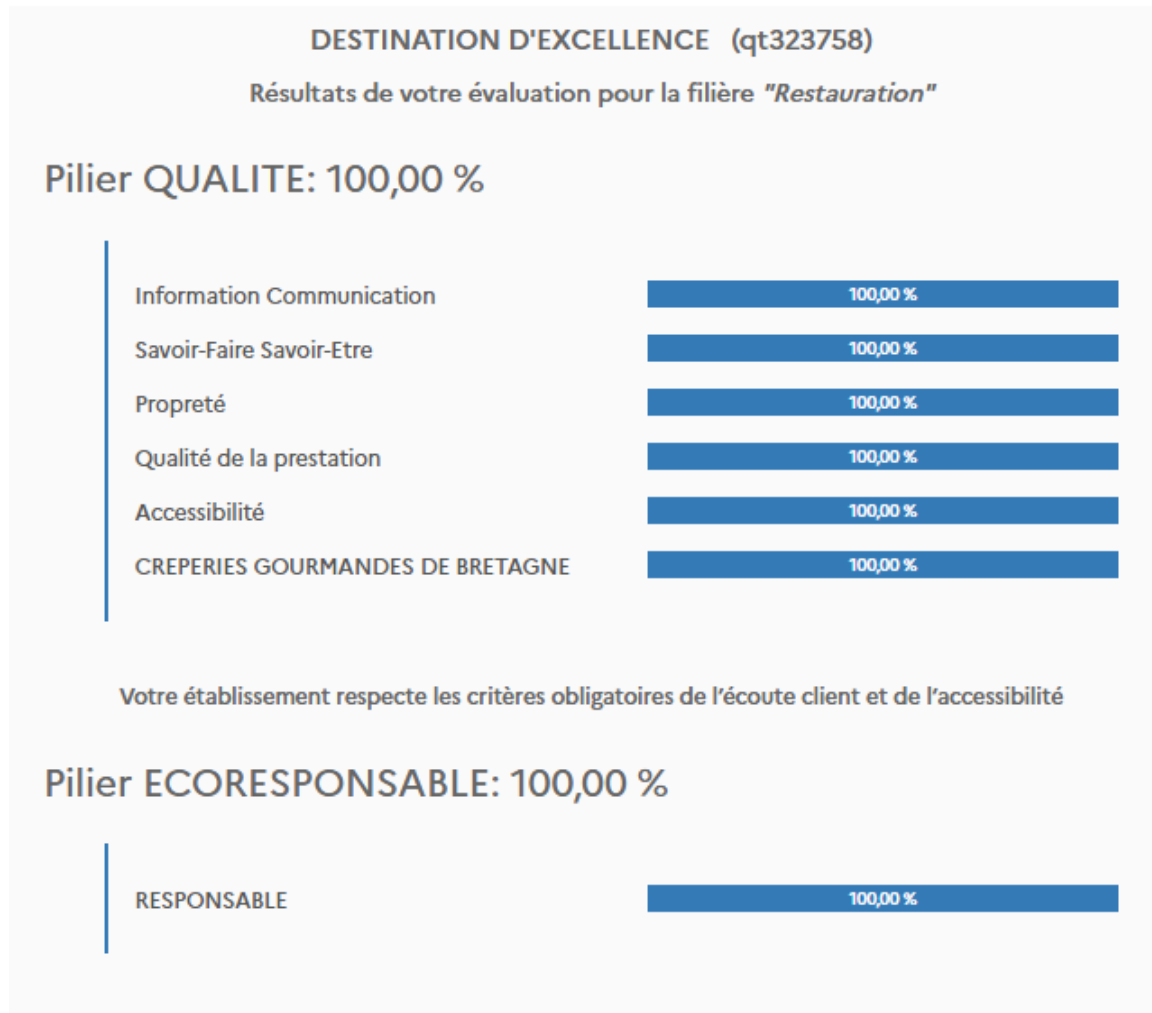 DESTINATION D'EXCELLENCE (qt323758)
Résultats de votre évaluation pour la filière "Restauration"
Pilier QUALITE: 100,00 %
Information Communication 100,00 %
Savoir-Faire Savoir-Etre 100,00 %
Propreté 100,00 %
Qualité de la prestation 100,00 %
Accessibilité 100,00 %
CREPERIES GOURMANDES DE BRETAGNE 100,00 %
Votre établissement respecte les critères obligatoires de l'écoute client et de l'accessibilité
Pilier ECORESPONSABLE: 100,00 %
RESPONSABLE 100,00 %